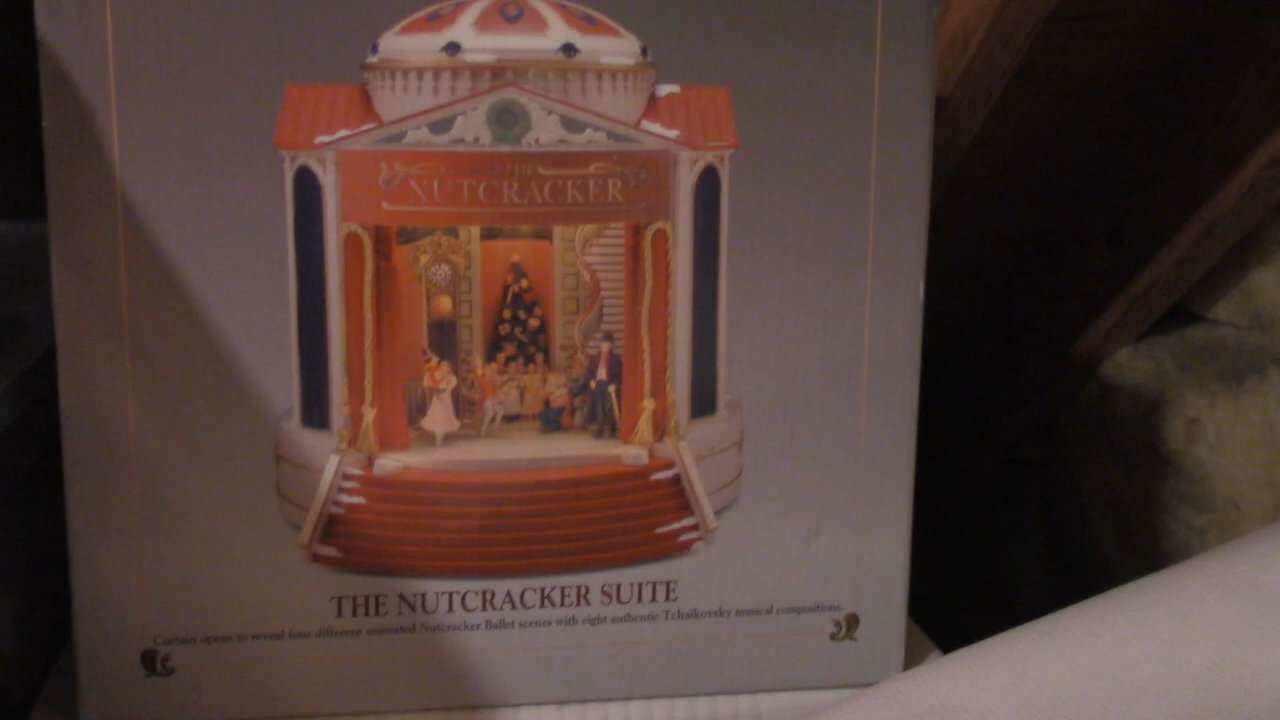 THE
NUTCRACKER
THE NUTCRACKER SUITE
Curtain opens to reveal four different animated Nutcracker Ballet scenes with eight authentic Tchaikovsky musical compositions.